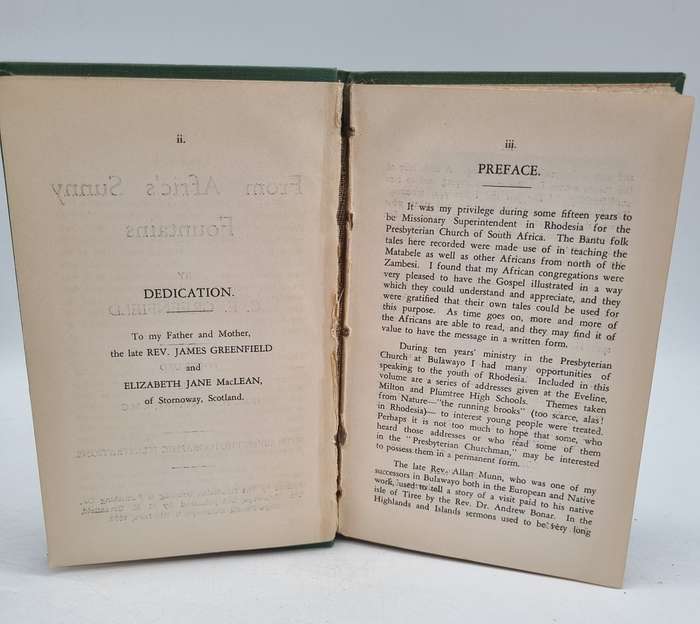 ii.
DEDICATION.
To my Father and Mother,
the late REV. JAMES GREENFIELD
and
ELIZABETH JANE MacLEAN,
of Stornoway, Scotland.
iii.
PREFACE.
It was my privilege during some fifteen years to
be Missionary Superintendent in Rhodesia for the
Presbyterian Church of South Africa. The Bantu folk
tales here recorded were made use of in teaching the
Matabele as well as other Africans from north of the
Zambesi. I found that my African congregations were
very pleased to have the Gospel illustrated in a way
which they could understand and appreciate, and they
were gratified that their own tales could be used for
this purpose. As time goes on, more and more of
the Africans are able to read, and they may find it of
value to have the message in a written form.
During ten years' ministry in the Presbyterian
Church at Bulawayo I had many opportunities of
speaking to the youth of Rhodesia. Included in this
volume are a series of addresses given at the Eveline,
Milton and Plumtree High Schools. Themes taken
from Nature—"the running brooks" (too scarce, alas!
in Rhodesia)— to interest young people were treated.
Perhaps it is not too much to hope that some, who
heard those addresses or who read some of them
in the "Presbyterian Churchman," may be interested
to possess them in a permanent form.
The late Rev. Allan Munn, who was one of my
successors in Bulawayo both in the European and Native
work, used to tell a story of a visit paid to his native
isle of Tiree by the Rev. Dr. Andrew Bonar. In the
Highlands and Islands sermons used to be very long
From Afric's Sunny
Fountains
BY